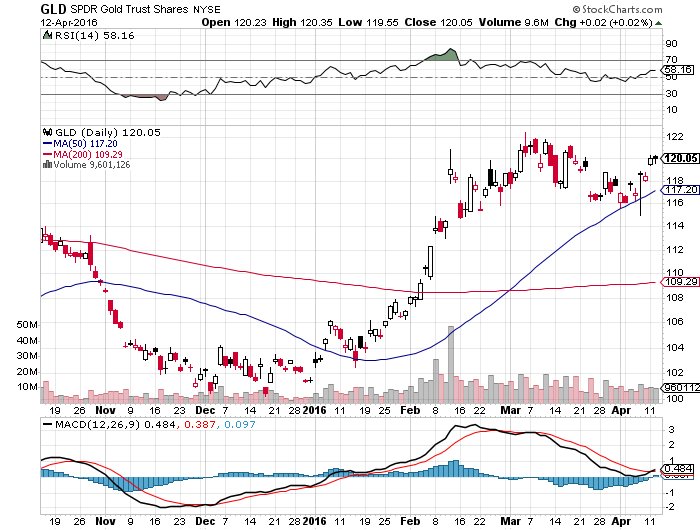 GLD SPDR Gold Trust Shares NYSE © StockCharts.com
12-Apr-2016 Open 120.23 High 120.35 Low 119.55 Close 120.05 Volume 9.6M Chg +0.02 (+0.02%)
RSI(14) 58.16
90
70
58.16
50
30
10
GLD (Daily) 120.05
MA(50) 117.20
MA(200) 109.29
Volume 9,601,126
122
120.05
118
117.20
116
114
112
110
109.29
108
106
50M
104
40M
30M
20M
102
10M
9601126
100
19 26 Nov 9 16 23 Dec 7 14 21 28 2016 11 19 25 Feb 8 16 22 Mar 7 14 21 28 Apr 11
MACD(12,26,9) 0.484, 0.387, 0.097
3
2
1
0.484
-1
-2
19 26 Nov 9 16 23 Dec 7 14 21 28 2016 11 19 25 Feb 8 16 22 Mar 7 14 21 28 Apr 11